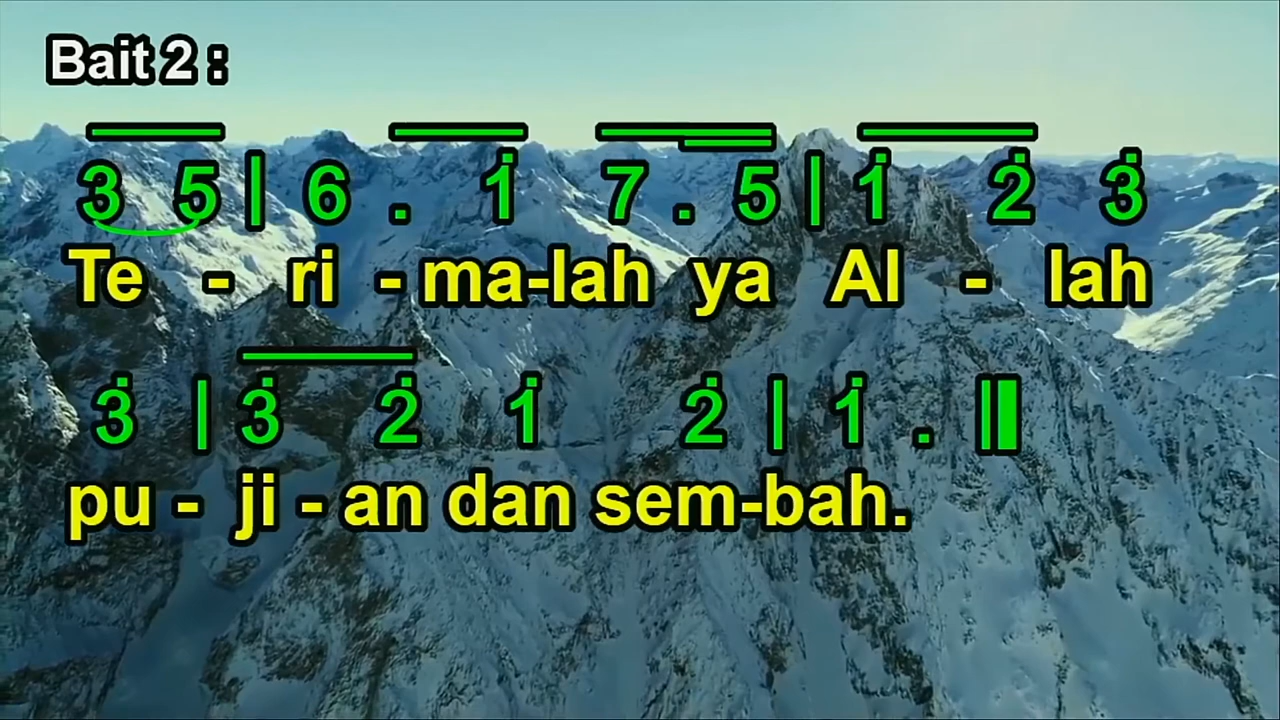 Bait 2 :
3 5 | 6 . 1̇ 7 . 5 | 1̇ 2̇ 3̇
Te - ri - ma-lah ya Al - lah
3̇ | 3̇ 2̇ 1̇ 2̇ | 1̇ . ‖
pu - ji - an dan sem-bah.